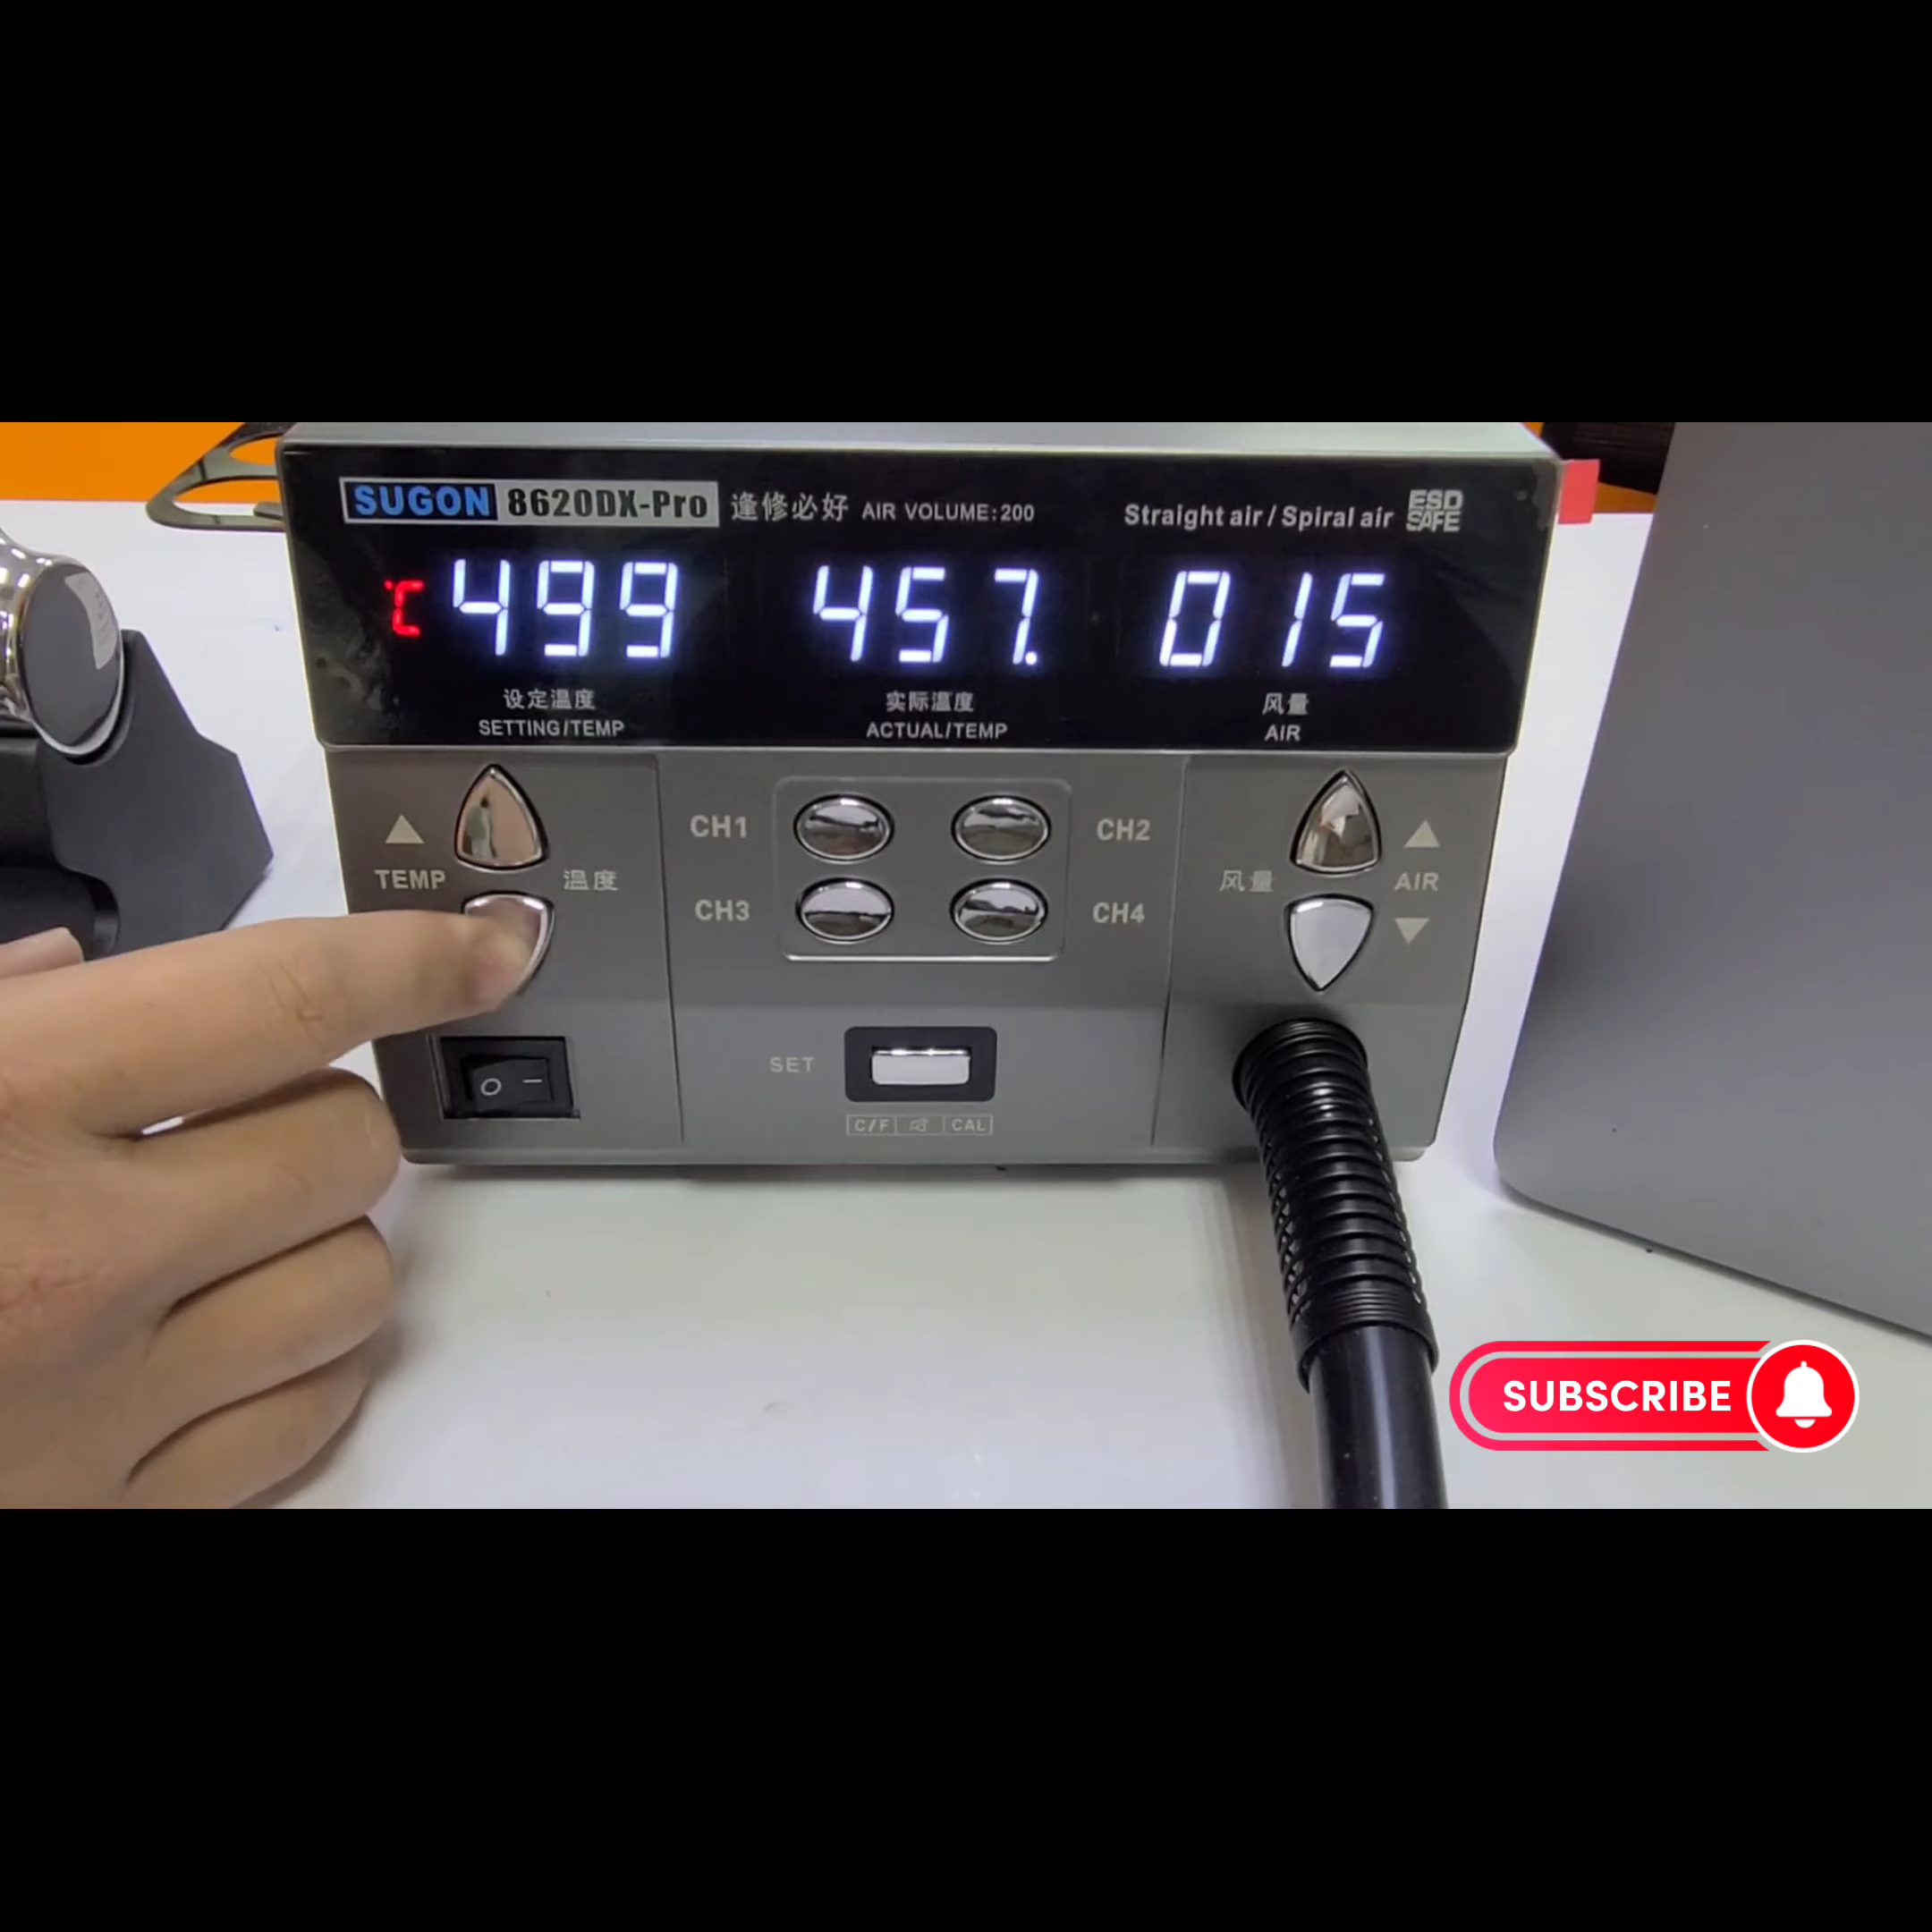 SUGON 8620DX-Pro 逢修必好 AIR VOLUME:200 Straight air / Spiral air ESD SAFE
℃ 499 457. 015
设定温度 实际温度 风量
SETTING/TEMP ACTUAL/TEMP AIR
CH1 CH2
TEMP 温度 风量 AIR
CH3 CH4
SET
O —
C/F CAL
SUBSCRIBE